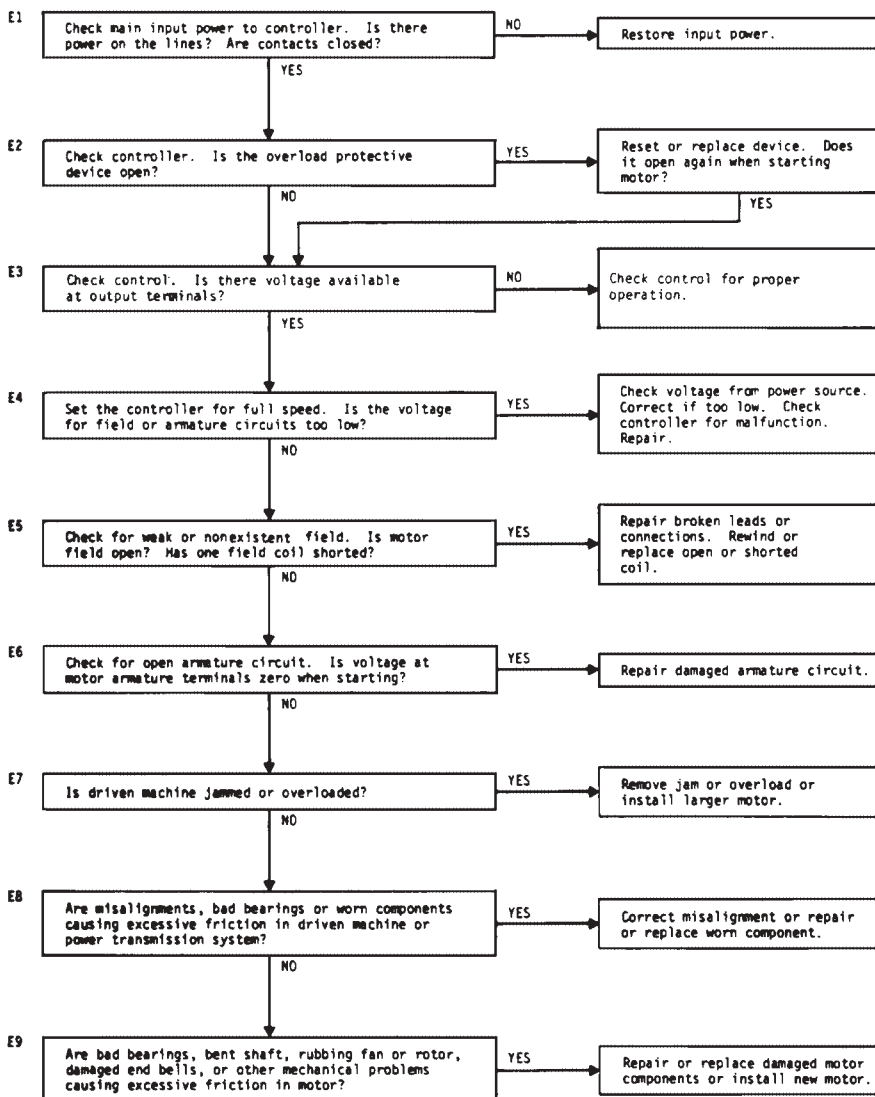 E1
Check main input power to controller. Is there
power on the lines? Are contacts closed?
NO
Restore input power.
YES
E2
Check controller. Is the overload protective
device open?
YES
Reset or replace device. Does
it open again when starting
motor?
NO
YES
E3
Check control. Is there voltage available
at output terminals?
NO
Check control for proper
operation.
YES
E4
Set the controller for full speed. Is the voltage
for field or armature circuits too low?
YES
Check voltage from power source.
Correct if too low. Check
controller for malfunction.
Repair.
NO
E5
Check for weak or nonexistent field. Is motor
field open? Has one field coil shorted?
YES
Repair broken leads or
connections. Rewind or
replace open or shorted
coil.
NO
E6
Check for open armature circuit. Is voltage at
motor armature terminals zero when starting?
YES
Repair damaged armature circuit.
NO
E7
Is driven machine jammed or overloaded?
YES
Remove jam or overload or
install larger motor.
NO
E8
Are misalignments, bad bearings or worn components
causing excessive friction in driven machine or
power transmission system?
YES
Correct misalignment or repair
or replace worn component.
NO
E9
Are bad bearings, bent shaft, rubbing fan or rotor,
damaged end bells, or other mechanical problems
causing excessive friction in motor?
YES
Repair or replace damaged motor
components or install new motor.